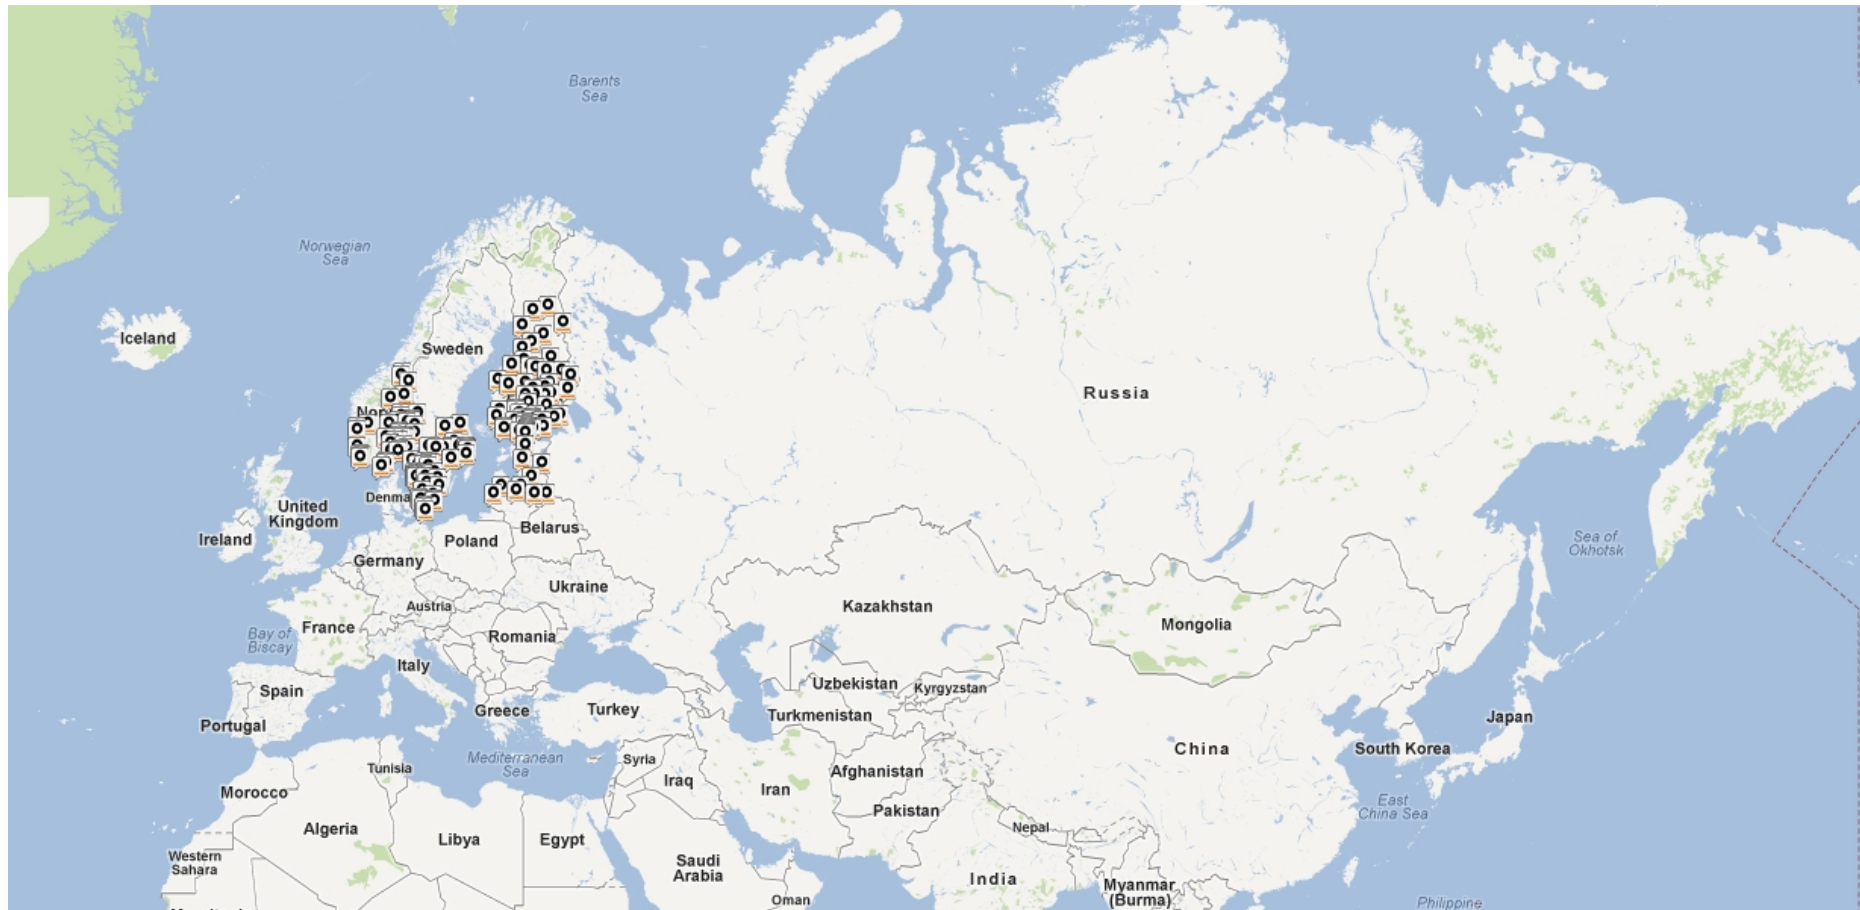 Barents
Sea
Norwegian
Sea
Iceland
Sweden
Russia
Nor
Denma
United
Kingdom
Ireland
Belarus
Poland
Germany
Ukraine
Sea of
Okhotsk
Austria
Kazakhstan
Mongolia
France
Bay of
Biscay
Romania
Italy
Uzbekistan
Kyrgyzstan
Spain
Portugal
Greece
Turkey
Turkmenistan
Japan
China
South Korea
Mediterranean
Sea
Syria
Tunisia
Iraq
Iran
Afghanistan
Morocco
Pakistan
East
China Sea
Algeria
Libya
Egypt
Nepal
Western
Sahara
Saudi
Arabia
India
Myanmar
(Burma)
Oman
Philippine